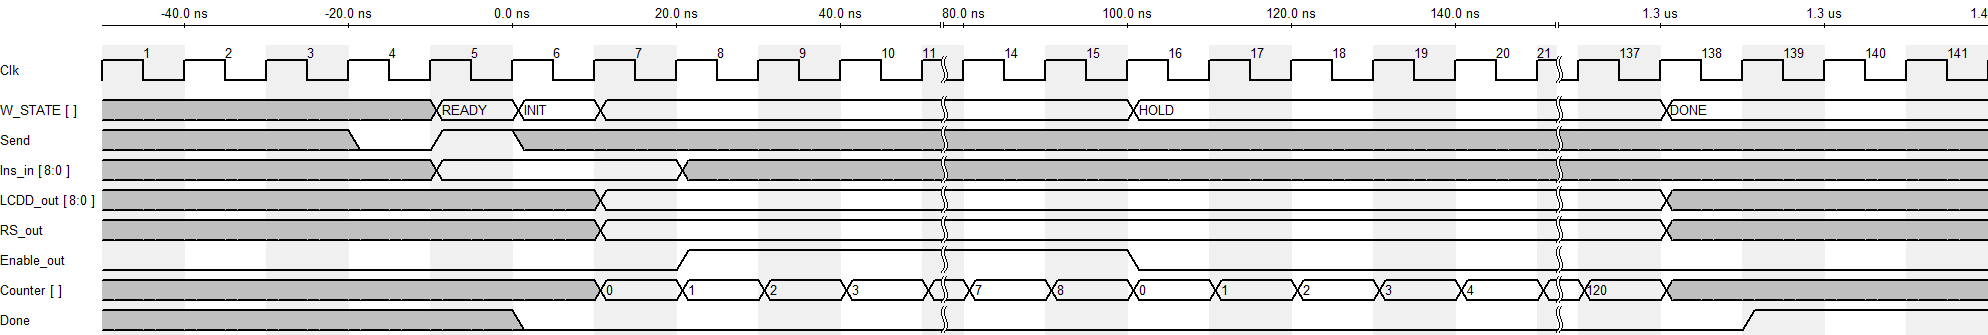 -40.0 ns -20.0 ns 0.0 ns 20.0 ns 40.0 ns 80.0 ns 100.0 ns 120.0 ns 140.0 ns 1.3 us 1.3 us 1.4
1 2 3 4 5 6 7 8 9 10 11 14 15 16 17 18 19 20 21 137 138 139 140 141
Clk
W_STATE [ ] READY INIT HOLD DONE
Send
Ins_in [ 8:0 ]
LCDD_out [ 8:0 ]
RS_out
Enable_out
Counter [ ] 0 1 2 3 7 8 0 1 2 3 4 120
Done